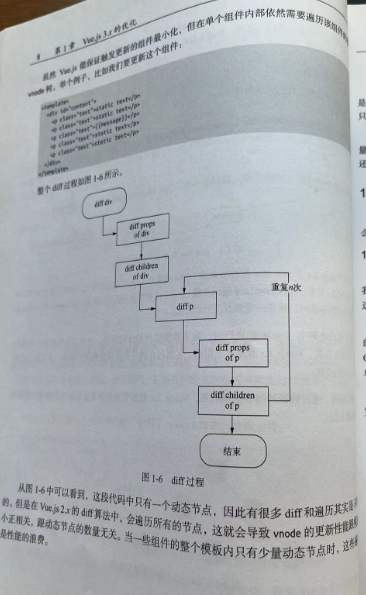 8 第 1 章 Vue.js 3.x 的优化
虽然 Vue.js 能保证触发更新的组件最小化，但在单个组件内部依然需要遍历该组件的
vnode 树。举个例子，比如我们要更新这个组件：
<template>
<div id="content">
<p class="text">static text</p>
<p class="text">static text</p>
<p class="text">{{message}}</p>
<p class="text">static text</p>
<p class="text">static text</p>
</div>
</template>
整个 diff 过程如图 1-6 所示。
diff div
diff props
of div
diff children
of div
重复n次
diff p
diff props
of p
diff children
of p
结束
图 1-6 diff 过程
从图 1-6 中可以看到，这段代码中只有一个动态节点，因此有很多 diff 和遍历其实是
的。但是在 Vue.js 2.x 的 diff 算法中，会遍历所有的节点，这就会导致 vnode 的更新性能跟模
小正相关，跟动态节点的数量无关。当一些组件的整个模板内只有少量动态节点时，这些
是性能的浪费。